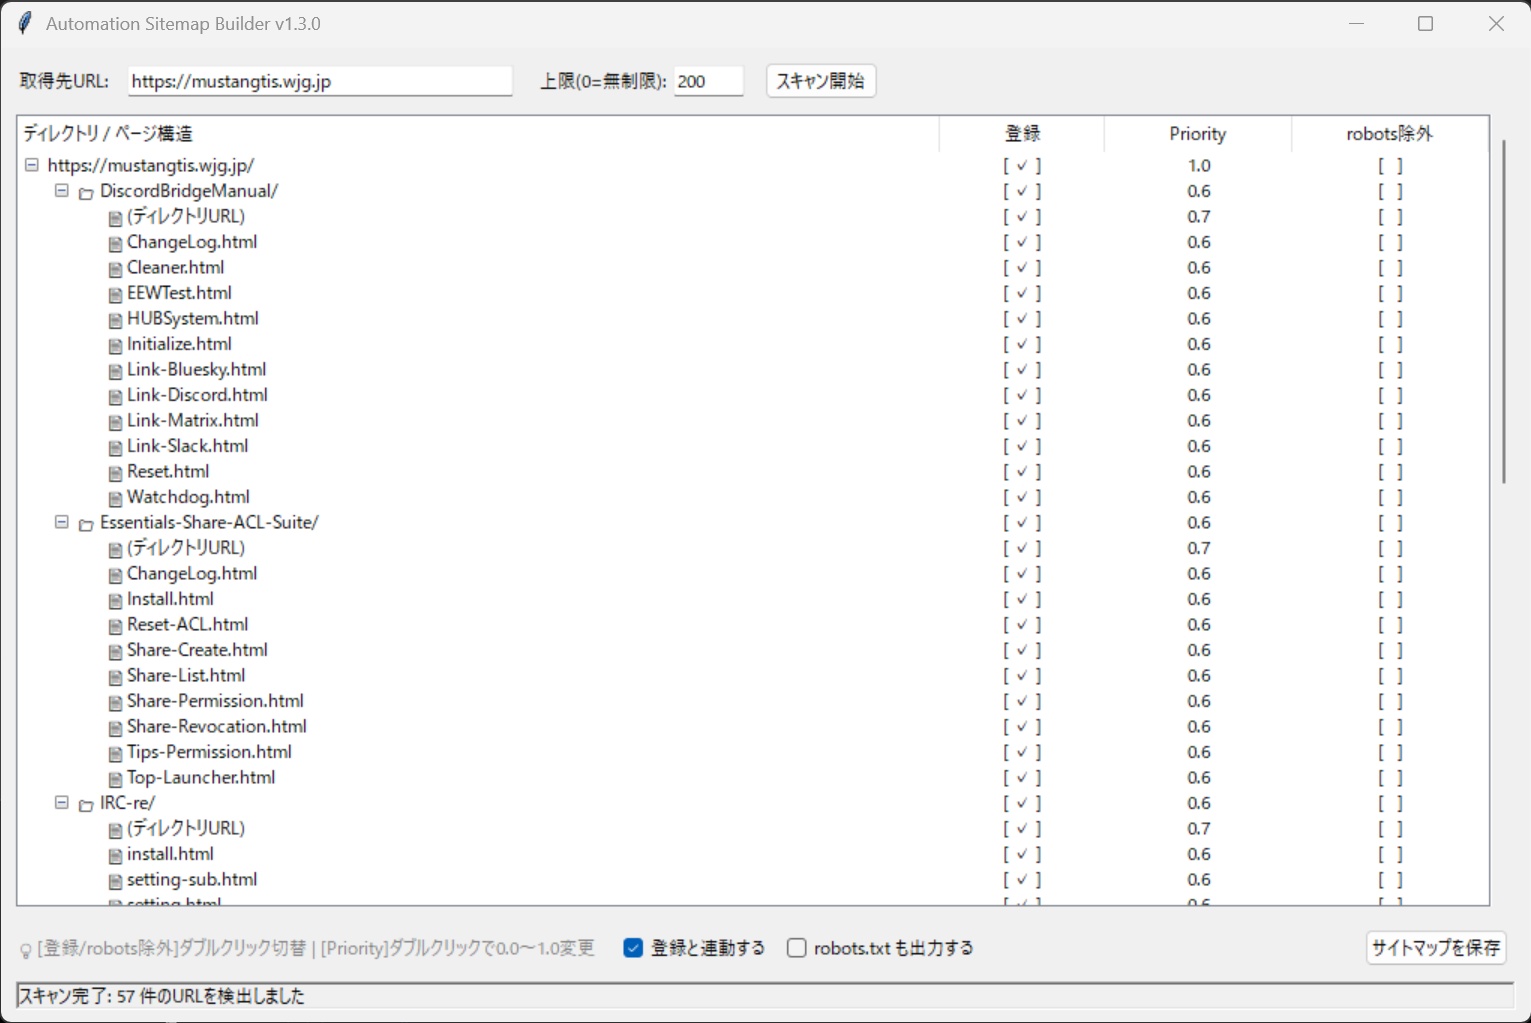 Automation Sitemap Builder v1.3.0
取得先URL: https://mustangtis.wjg.jp 上限(0=無制限): 200 スキャン開始
ディレクトリ / ページ構造 登録 Priority robots除外
https://mustangtis.wjg.jp/ [ ✓ ] 1.0 [ ]
DiscordBridgeManual/ [ ✓ ] 0.6 [ ]
(ディレクトリURL) [ ✓ ] 0.7 [ ]
ChangeLog.html [ ✓ ] 0.6 [ ]
Cleaner.html [ ✓ ] 0.6 [ ]
EEWTest.html [ ✓ ] 0.6 [ ]
HUBSystem.html [ ✓ ] 0.6 [ ]
Initialize.html [ ✓ ] 0.6 [ ]
Link-Bluesky.html [ ✓ ] 0.6 [ ]
Link-Discord.html [ ✓ ] 0.6 [ ]
Link-Matrix.html [ ✓ ] 0.6 [ ]
Link-Slack.html [ ✓ ] 0.6 [ ]
Reset.html [ ✓ ] 0.6 [ ]
Watchdog.html [ ✓ ] 0.6 [ ]
Essentials-Share-ACL-Suite/ [ ✓ ] 0.6 [ ]
(ディレクトリURL) [ ✓ ] 0.7 [ ]
ChangeLog.html [ ✓ ] 0.6 [ ]
Install.html [ ✓ ] 0.6 [ ]
Reset-ACL.html [ ✓ ] 0.6 [ ]
Share-Create.html [ ✓ ] 0.6 [ ]
Share-List.html [ ✓ ] 0.6 [ ]
Share-Permission.html [ ✓ ] 0.6 [ ]
Share-Revocation.html [ ✓ ] 0.6 [ ]
Tips-Permission.html [ ✓ ] 0.6 [ ]
Top-Launcher.html [ ✓ ] 0.6 [ ]
IRC-re/ [ ✓ ] 0.6 [ ]
(ディレクトリURL) [ ✓ ] 0.7 [ ]
install.html [ ✓ ] 0.6 [ ]
setting-sub.html [ ✓ ] 0.6 [ ]
setting.html [ ✓ ] 0.6 [ ]
[登録/robots除外]ダブルクリック切替 | [Priority]ダブルクリックで0.0～1.0変更 登録と連動する robots.txt も出力する サイトマップを保存
スキャン完了: 57 件のURLを検出しました